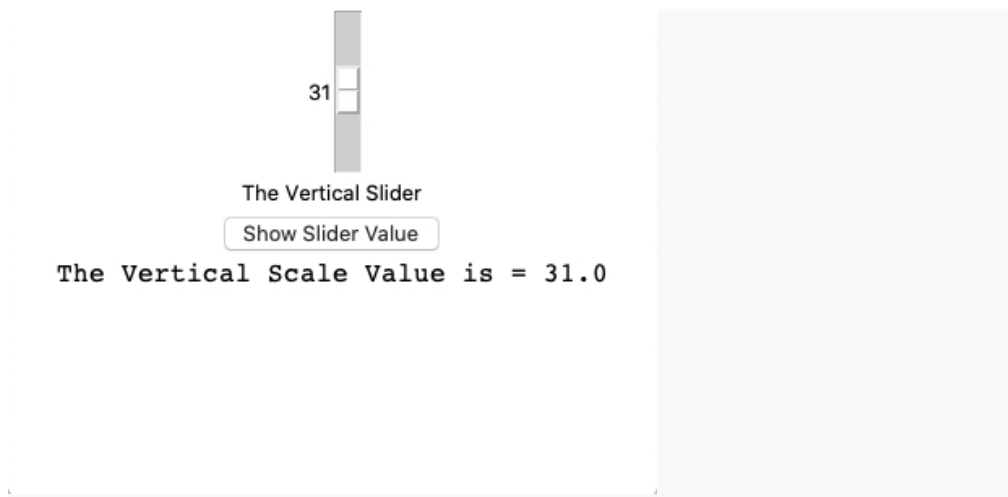 31
The Vertical Slider
Show Slider Value
The Vertical Scale Value is = 31.0